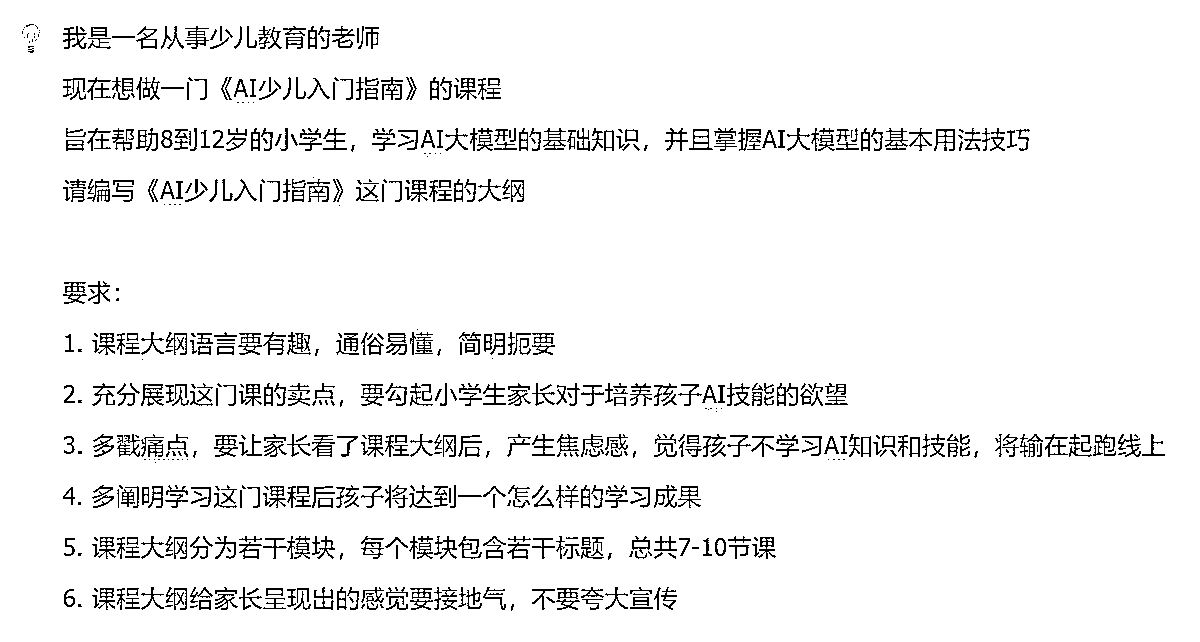 我是一名从事少儿教育的老师
现在想做一门《AI少儿入门指南》的课程
旨在帮助8到12岁的小学生，学习AI大模型的基础知识，并且掌握AI大模型的基本用法技巧
请编写《AI少儿入门指南》这门课程的大纲
要求：
1. 课程大纲语言要有趣，通俗易懂，简明扼要
2. 充分展现这门课的卖点，要勾起小学生家长对于培养孩子AI技能的欲望
3. 多戳痛点，要让家长看了课程大纲后，产生焦虑感，觉得孩子不学习AI知识和技能，将输在起跑线上
4. 多阐明学习这门课程后孩子将达到一个怎么样的学习成果
5. 课程大纲分为若干模块，每个模块包含若干标题，总共7-10节课
6. 课程大纲给家长呈现出的感觉要接地气，不要夸大宣传